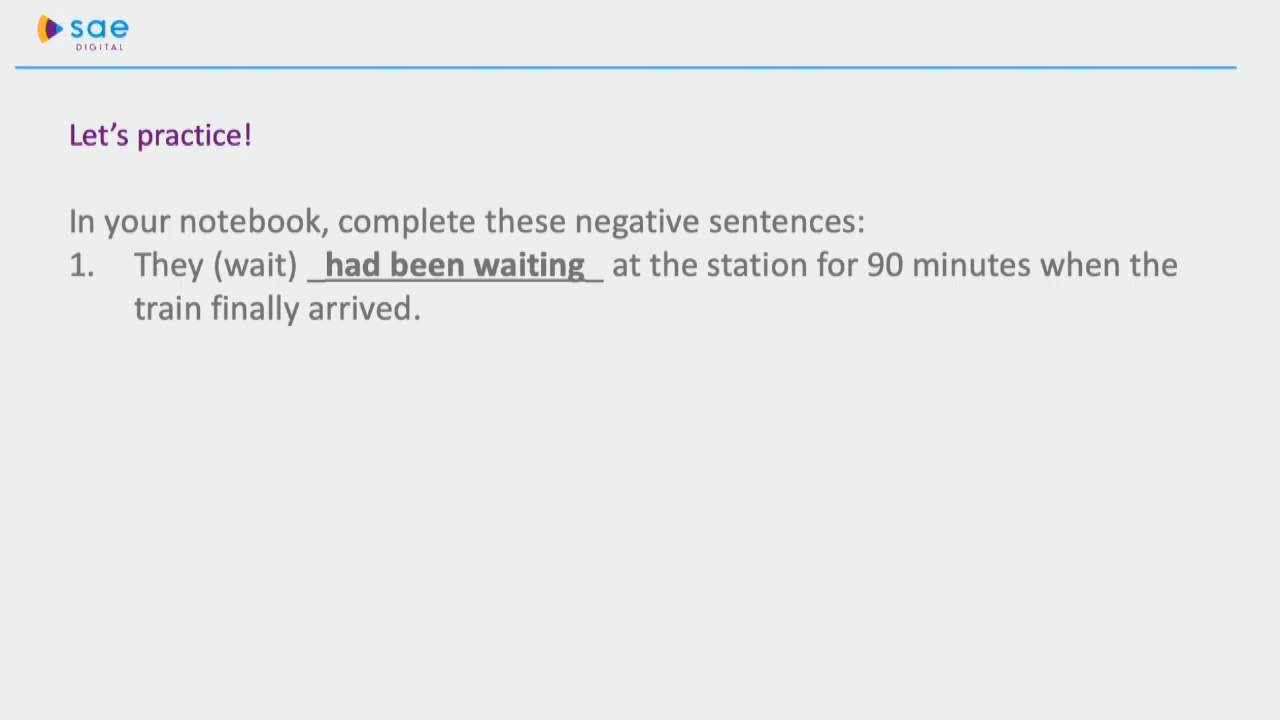 sae
DIGITAL
Let’s practice!
In your notebook, complete these negative sentences:
1. They (wait) _had been waiting_ at the station for 90 minutes when the
train finally arrived.